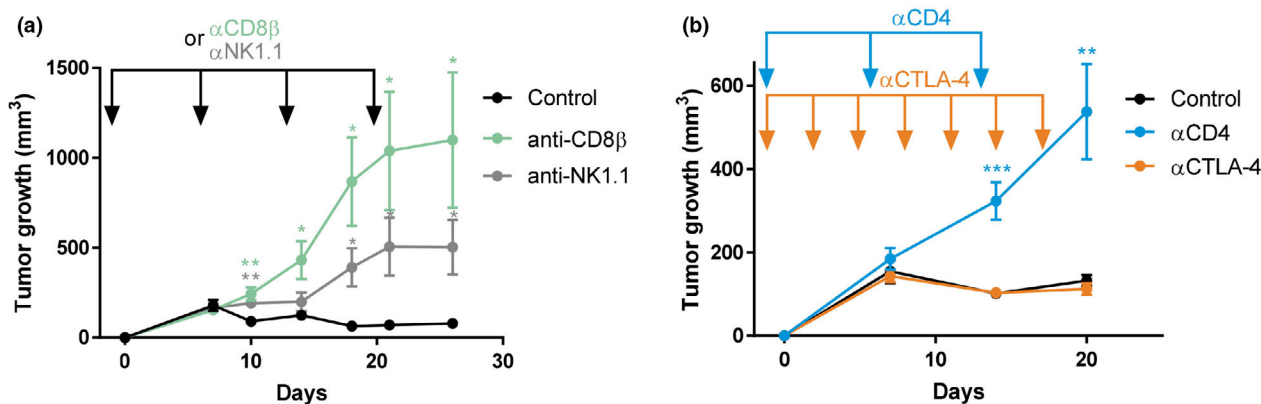 (a)
or αCD8β
αNK1.1
Tumor growth (mm3)
1500
1000
500
0
0 10 20 30
Days
Control
anti-CD8β
anti-NK1.1
**
**
*
*
*
*
*
*
*
(b)
αCD4
αCTLA-4
Tumor growth (mm3)
600
400
200
0
0 10 20
Days
Control
αCD4
αCTLA-4
***
**